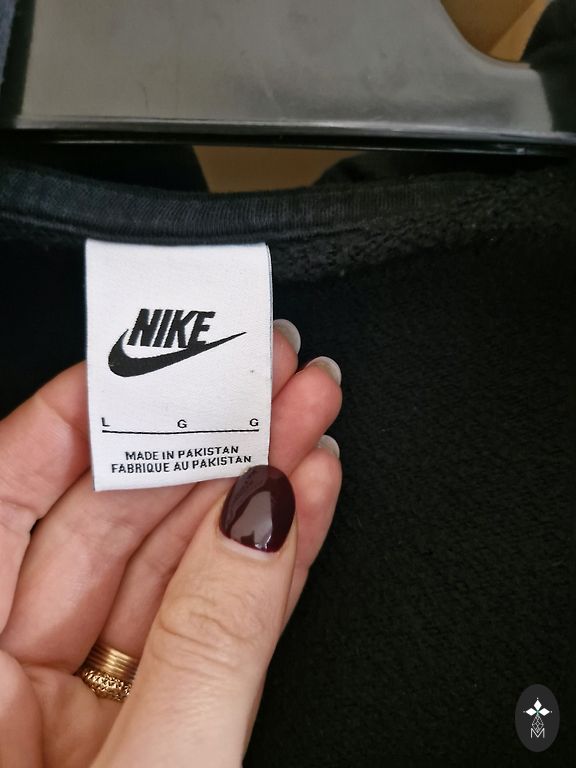 NIKE
L G G
MADE IN PAKISTAN
FABRIQUE AU PAKISTAN
M